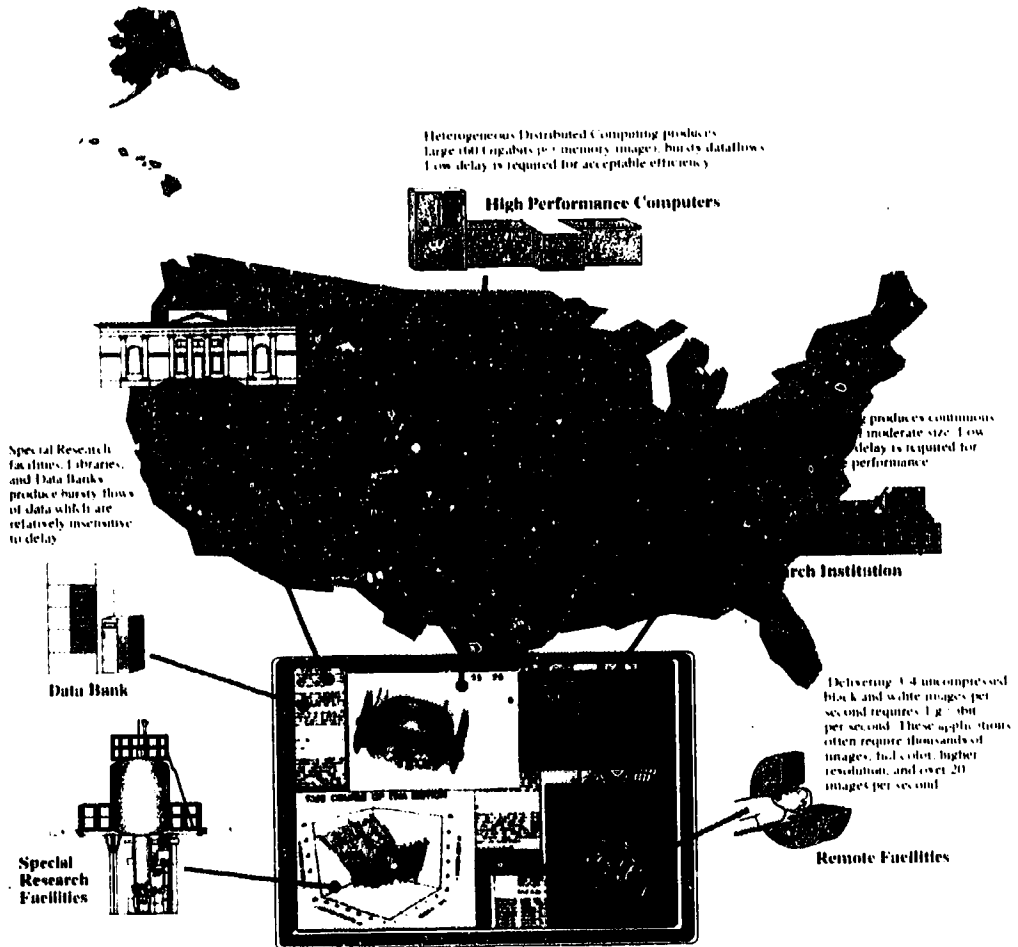 Heterogeneous Distributed Computing produces
large (60 Gigabits per memory image), bursty dataflows
Low delay is required for acceptable efficiency
High Performance Computers
produces continuous
moderate size. Low
delay is required for
performance
Special Research
facilities, Libraries,
and Data Banks
produce bursty flows
of data which are
relatively insensitive
to delay
arch Institution
Data Bank
Delivering 3-4 uncompressed
black and white images per
second requires 1 gigabit
per second. These applications
often require thousands of
images, full color, higher
resolution, and over 20
images per second
Special
Research
Facilities
Remote Facilities